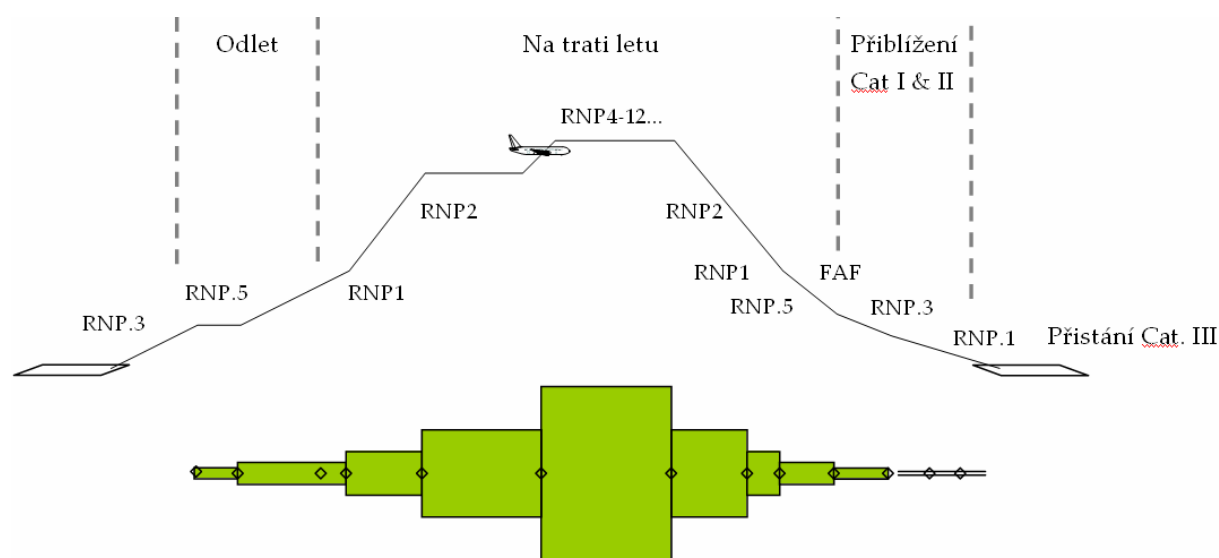 Odlet
Na trati letu
Přiblížení
Cat I & II
RNP4-12...
RNP2
RNP2
RNP1
RNP1
FAF
RNP.5
RNP.5
RNP.3
RNP.3
RNP.1
Přistání Cat. III